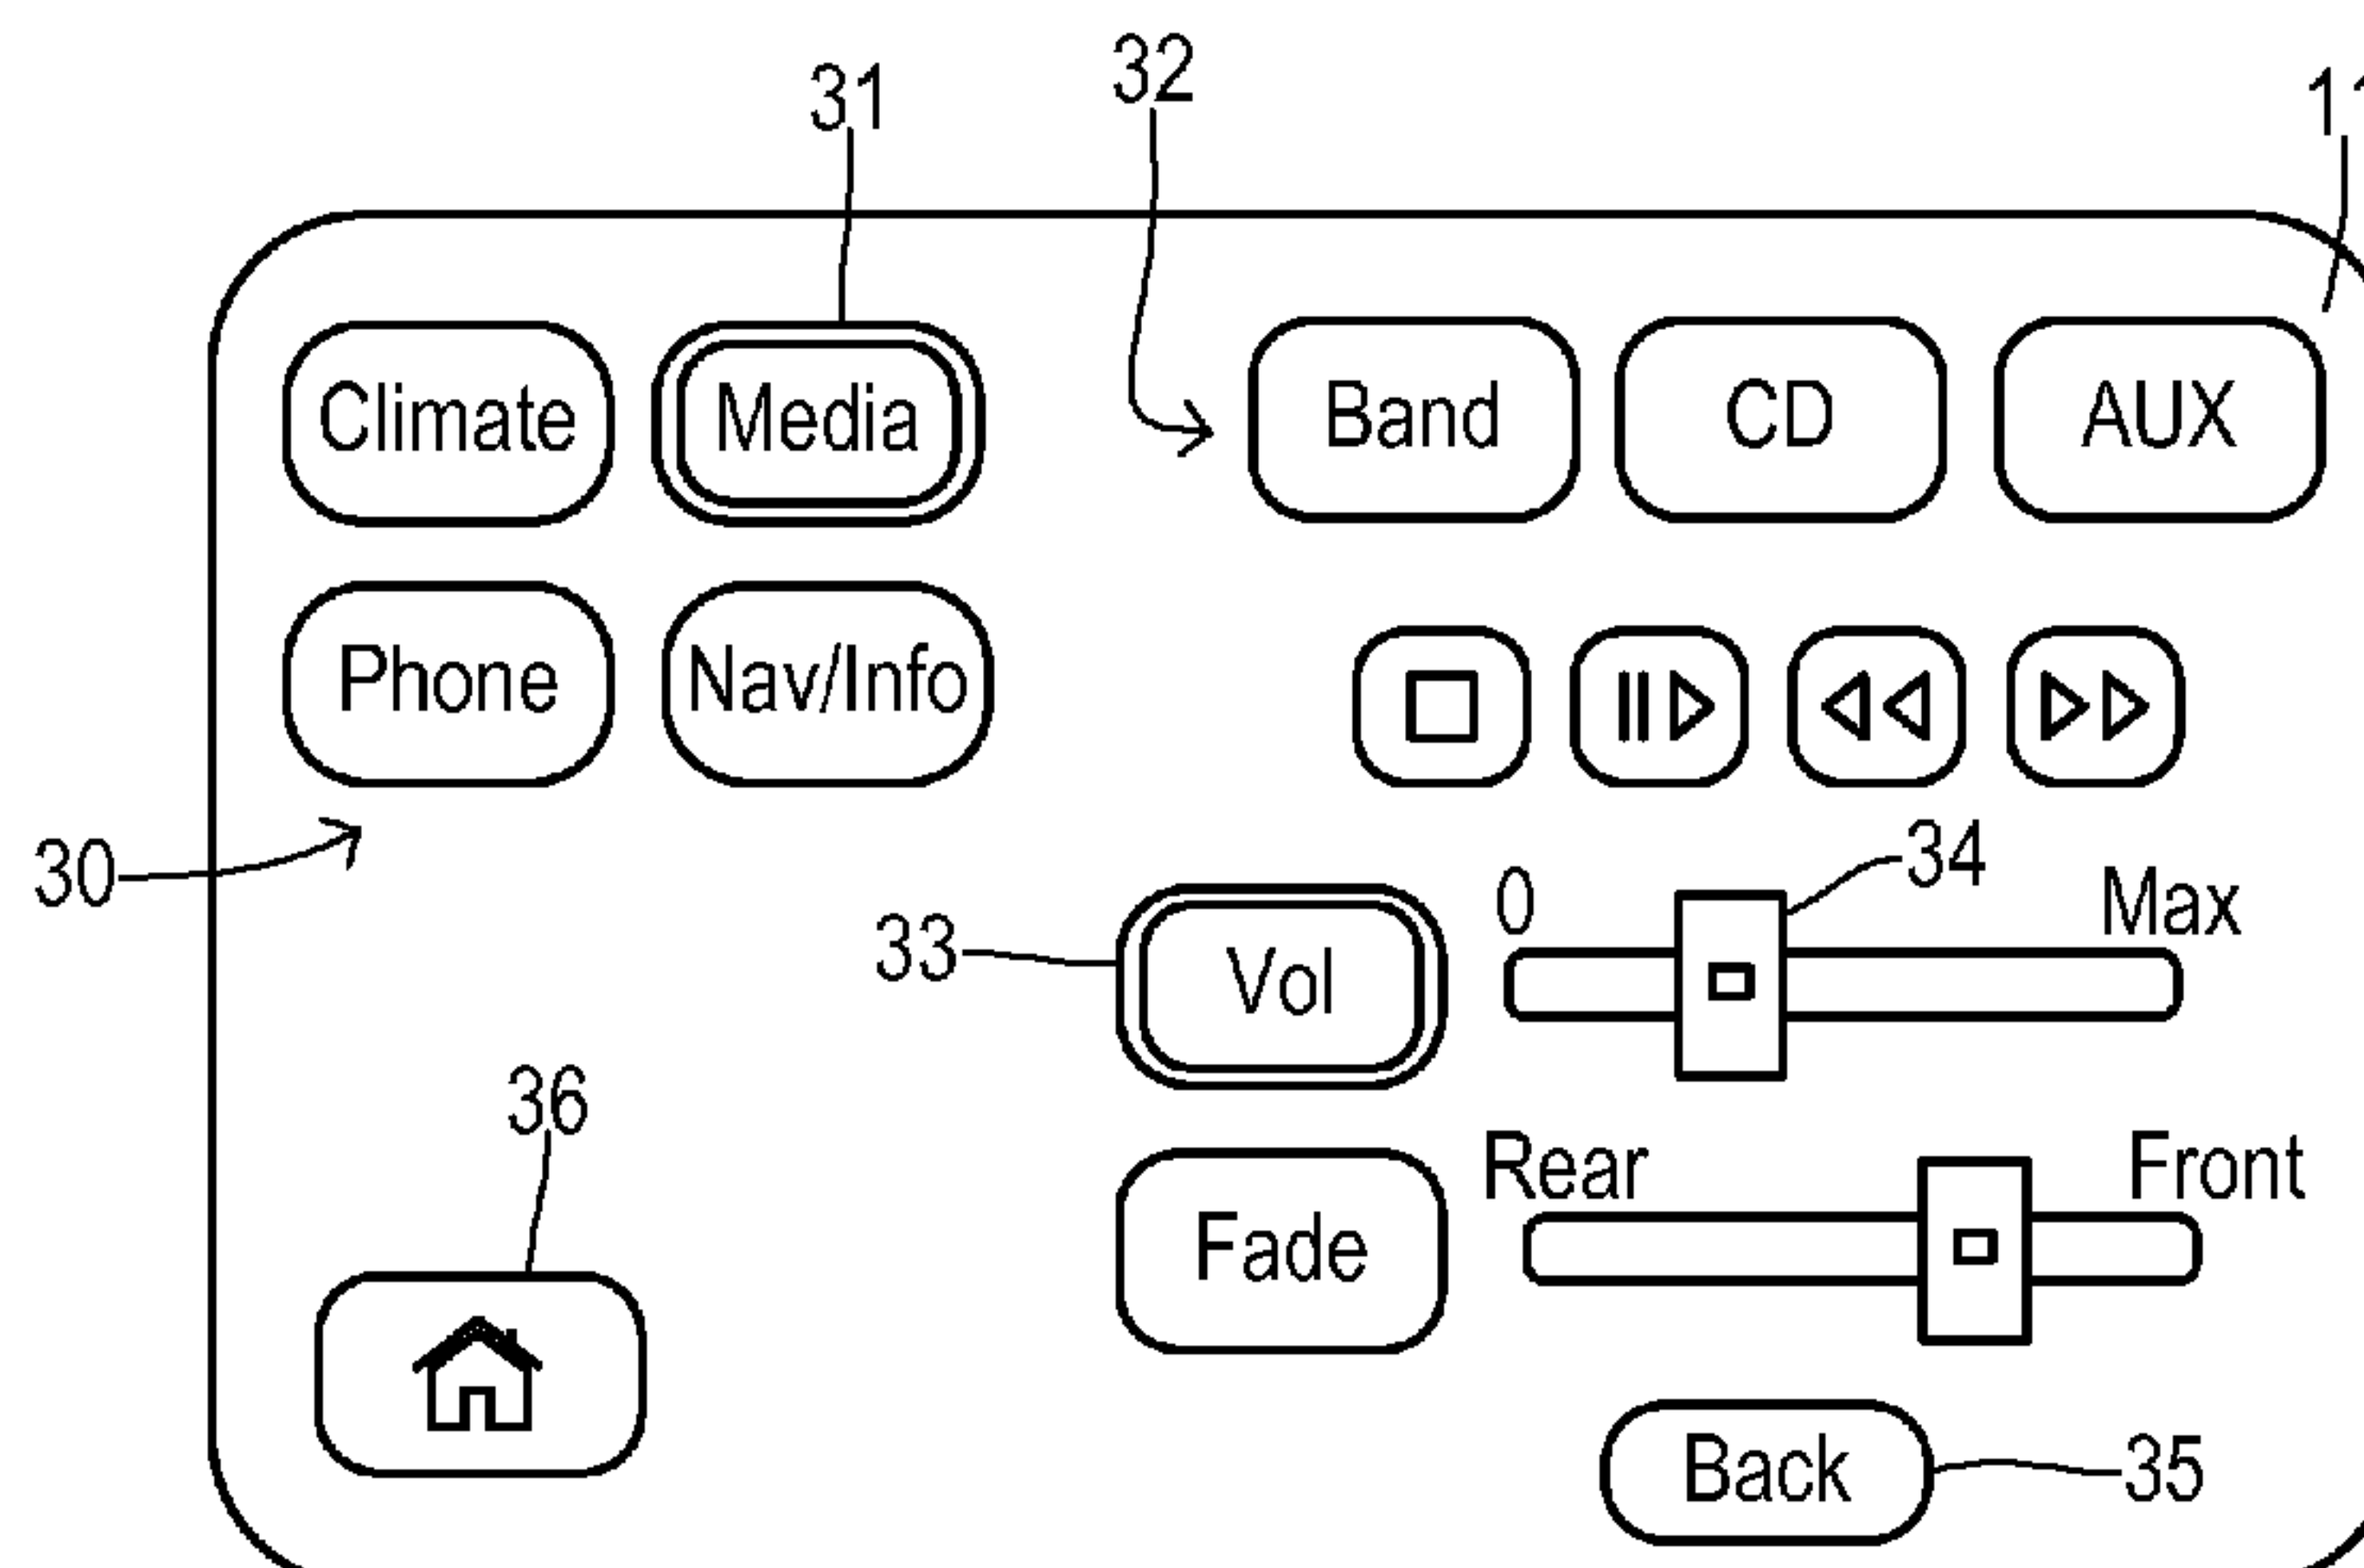 31
32
11
Climate
Media
Band
CD
AUX
Phone
Nav/Info
30
34
0
Max
33
Vol
36
Rear
Front
Fade
Back
35